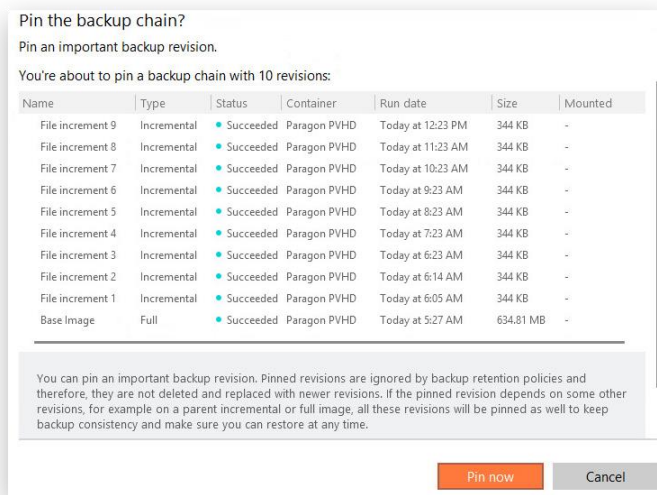 Pin the backup chain?
Pin an important backup revision.
You're about to pin a backup chain with 10 revisions:
Name Type Status Container Run date Size Mounted
File increment 9 Incremental Succeeded Paragon PVHD Today at 12:23 PM 344 KB -
File increment 8 Incremental Succeeded Paragon PVHD Today at 11:23 AM 344 KB -
File increment 7 Incremental Succeeded Paragon PVHD Today at 10:23 AM 344 KB -
File increment 6 Incremental Succeeded Paragon PVHD Today at 9:23 AM 344 KB -
File increment 5 Incremental Succeeded Paragon PVHD Today at 8:23 AM 344 KB -
File increment 4 Incremental Succeeded Paragon PVHD Today at 7:23 AM 344 KB -
File increment 3 Incremental Succeeded Paragon PVHD Today at 6:23 AM 344 KB -
File increment 2 Incremental Succeeded Paragon PVHD Today at 6:14 AM 344 KB -
File increment 1 Incremental Succeeded Paragon PVHD Today at 6:05 AM 344 KB -
Base Image Full Succeeded Paragon PVHD Today at 5:27 AM 634.81 MB -
You can pin an important backup revision. Pinned revisions are ignored by backup retention policies and
therefore, they are not deleted and replaced with newer revisions. If the pinned revision depends on some other
revisions, for example on a parent incremental or full image, all these revisions will be pinned as well to keep
backup consistency and make sure you can restore at any time.
Pin now Cancel